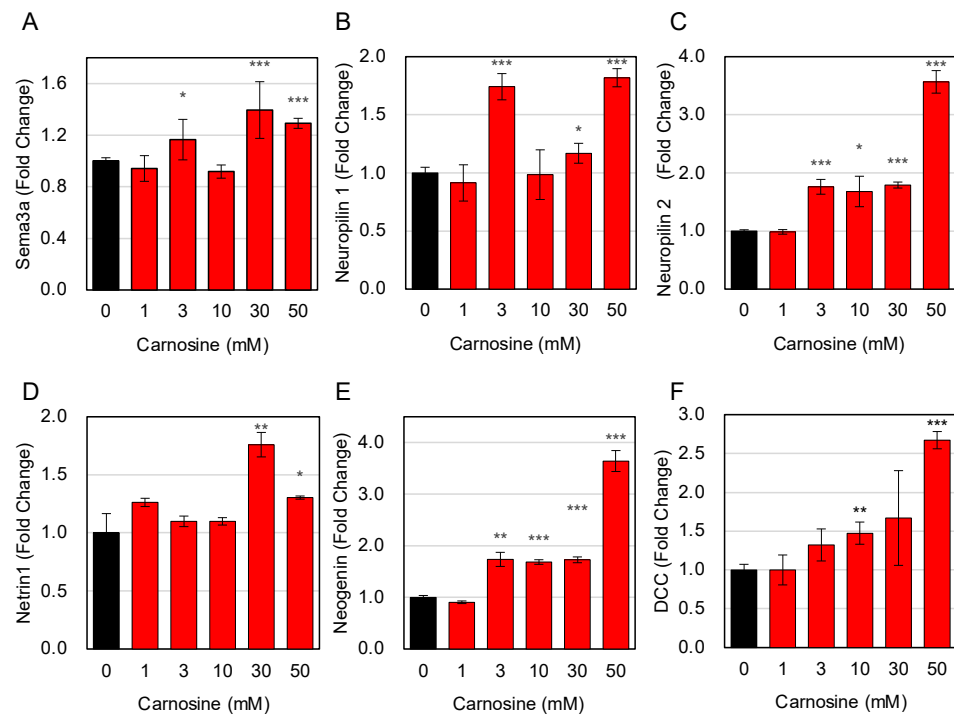 A
Sema3a (Fold Change)
1.6
1.2
0.8
0.4
0.0
* *** ***
0 1 3 10 30 50
Carnosine (mM)
B
Neuropilin 1 (Fold Change)
2.0
1.5
1.0
0.5
0.0
*** * ***
0 1 3 10 30 50
Carnosine (mM)
C
Neuropilin 2 (Fold Change)
4.0
3.0
2.0
1.0
0.0
*** * *** ***
0 1 3 10 30 50
Carnosine (mM)
D
Netrin1 (Fold Change)
2.0
1.5
1.0
0.5
0.0
** *
0 1 3 10 30 50
Carnosine (mM)
E
Neogenin (Fold Change)
4.0
3.0
2.0
1.0
0.0
** *** *** ***
0 1 3 10 30 50
Carnosine (mM)
F
DCC (Fold Change)
3.0
2.5
2.0
1.5
1.0
0.5
0.0
** ***
0 1 3 10 30 50
Carnosine (mM)